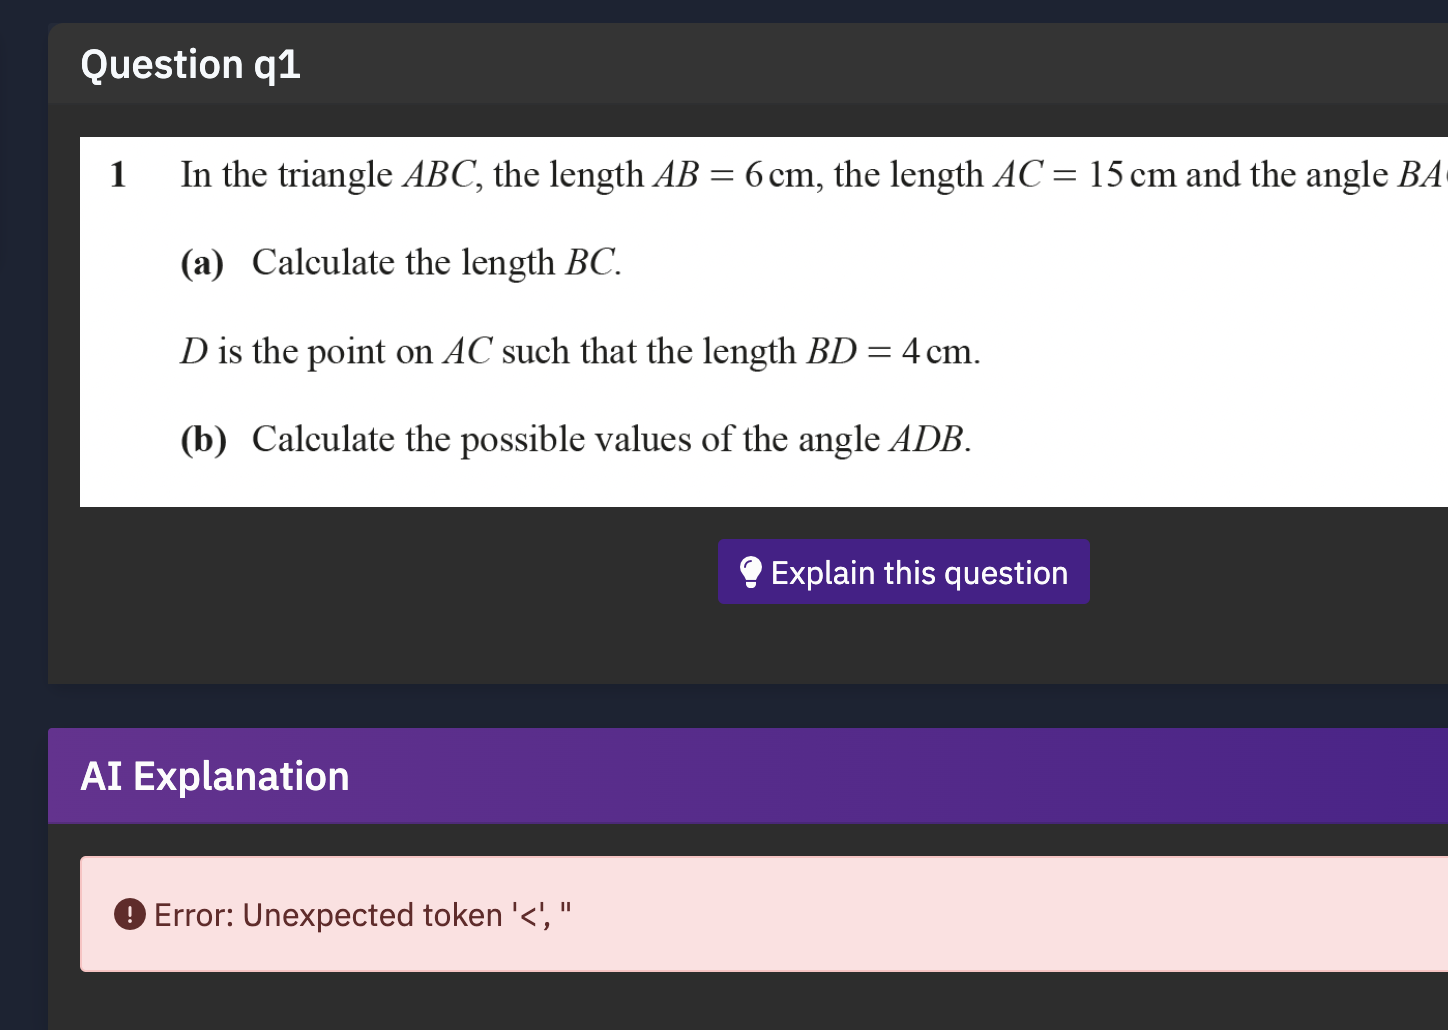 Question q1
1 In the triangle ABC, the length AB = 6 cm, the length AC = 15 cm and the angle
(a) Calculate the length BC.
D is the point on AC such that the length BD = 4 cm.
(b) Calculate the possible values of the angle ADB.
Explain this question
AI Explanation
Error: Unexpected token '<', "